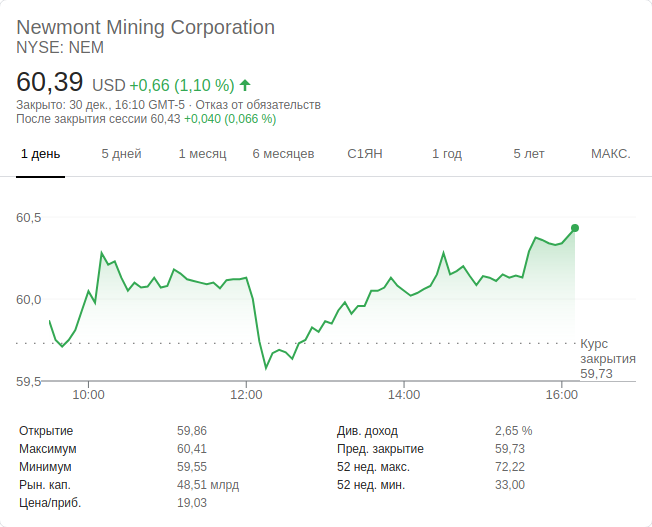 Newmont Mining Corporation
NYSE: NEM
60,39 USD +0,66 (1,10 %)
Закрыто: 30 дек., 16:10 GMT-5 · Отказ от обязательств
После закрытия сессии 60,43 +0,040 (0,066 %)
1 день 5 дней 1 месяц 6 месяцев С1ЯН 1 год 5 лет МАКС.
60,5
60,0
Курс
закрытия
59,73
59,5
10:00 12:00 14:00 16:00
Открытие 59,86 Див. доход 2,65 %
Максимум 60,41 Пред. закрытие 59,73
Минимум 59,55 52 нед. макс. 72,22
Рын. кап. 48,51 млрд 52 нед. мин. 33,00
Цена/приб. 19,03